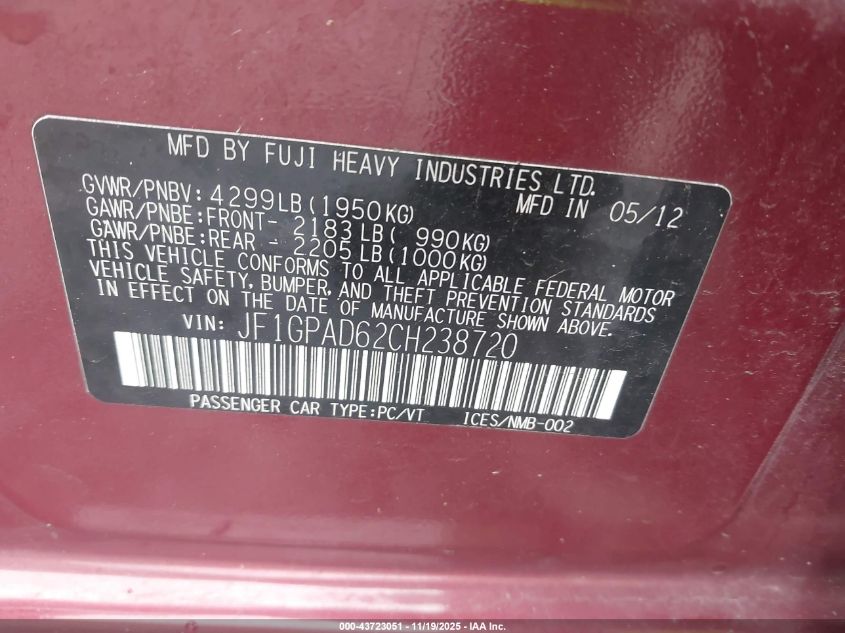 MFD BY FUJI HEAVY INDUSTRIES LTD.
GVWR/PNBV: 4299LB(1950KG) MFD IN 05/12
GAWR/PNBE:FRONT- 2183LB( 990KG)
GAWR/PNBE:REAR - 2205LB(1000KG)
THIS VEHICLE CONFORMS TO ALL APPLICABLE FEDERAL MOTOR
VEHICLE SAFETY, BUMPER, AND THEFT PREVENTION STANDARDS
IN EFFECT ON THE DATE OF MANUFACTURE SHOWN ABOVE.
VIN: JF1GPAD62CH238720
PASSENGER CAR TYPE:PC/VT ICES/NMB-002
000-43723051 - 11/19/2025 - IAA Inc.